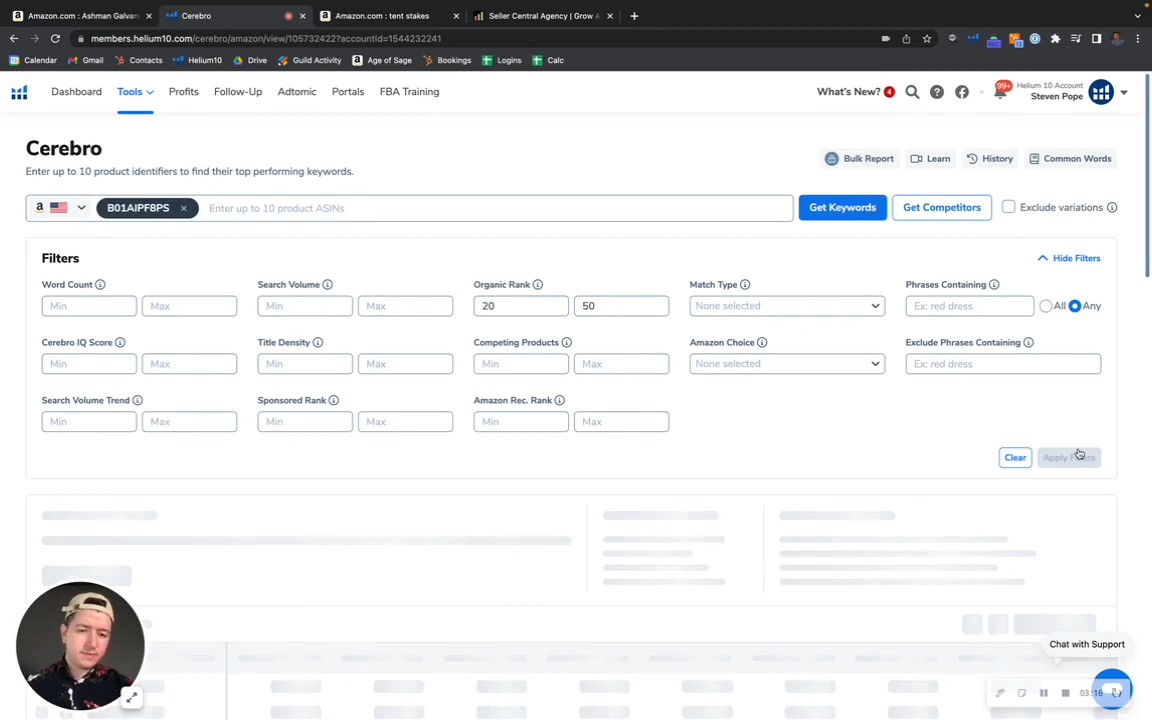 Amazon.com : Ashman Galvan
Cerebro
Amazon.com : tent stakes
Seller Central Agency | Grow A
members.helium10.com/cerebro/amazon/view/105732422?accountId=1544232241
Calendar
Gmail
Contacts
Helium10
Drive
Guild Activity
Age of Sage
Bookings
Logins
Calc
Dashboard
Tools
Profits
Follow-Up
Adtomic
Portals
FBA Training
What's New? 4
99+
Helium 10 Account
Steven Pope
Cerebro
Enter up to 10 product identifiers to find their top performing keywords.
Bulk Report
Learn
History
Common Words
B01AIPF8PS
Enter up to 10 product ASINs
Get Keywords
Get Competitors
Exclude variations
Filters
Hide Filters
Word Count
Search Volume
Organic Rank
Match Type
Phrases Containing
Min
Max
Min
Max
20
50
None selected
Ex: red dress
All
Any
Cerebro IQ Score
Title Density
Competing Products
Amazon Choice
Exclude Phrases Containing
Min
Max
Min
Max
Min
Max
None selected
Ex: red dress
Search Volume Trend
Sponsored Rank
Amazon Rec. Rank
Min
Max
Min
Max
Min
Max
Clear
Apply Filters
Chat with Support
03:16